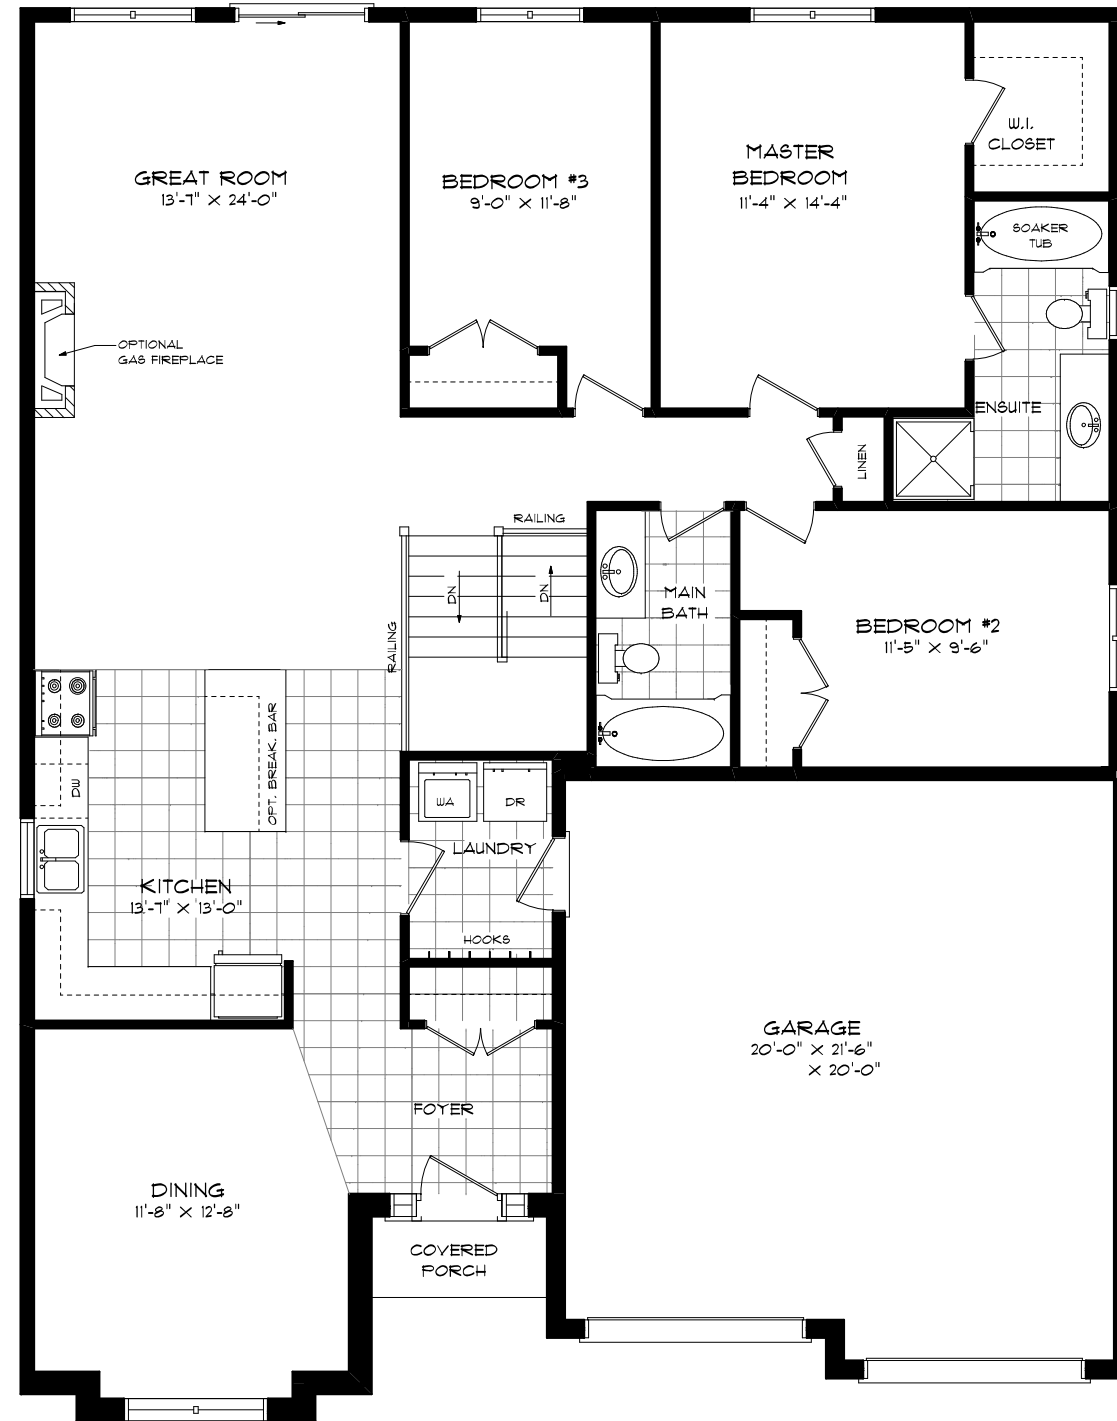 GREAT ROOM
13'-7" X 24'-0"
BEDROOM #3
9'-0" X 11'-8"
MASTER
BEDROOM
11'-4" X 14'-4"
W.I.
CLOSET
SOAKER
TUB
OPTIONAL
GAS FIREPLACE
ENSUITE
LINEN
RAILING
DN
DN
RAILING
MAIN
BATH
BEDROOM #2
11'-5" X 9'-6"
OPT. BREAK. BAR
DW
WA
DR
LAUNDRY
KITCHEN
13'-7" X 13'-0"
HOOKS
GARAGE
20'-0" X 21'-6"
X 20'-0"
FOYER
DINING
11'-8" X 12'-8"
COVERED
PORCH